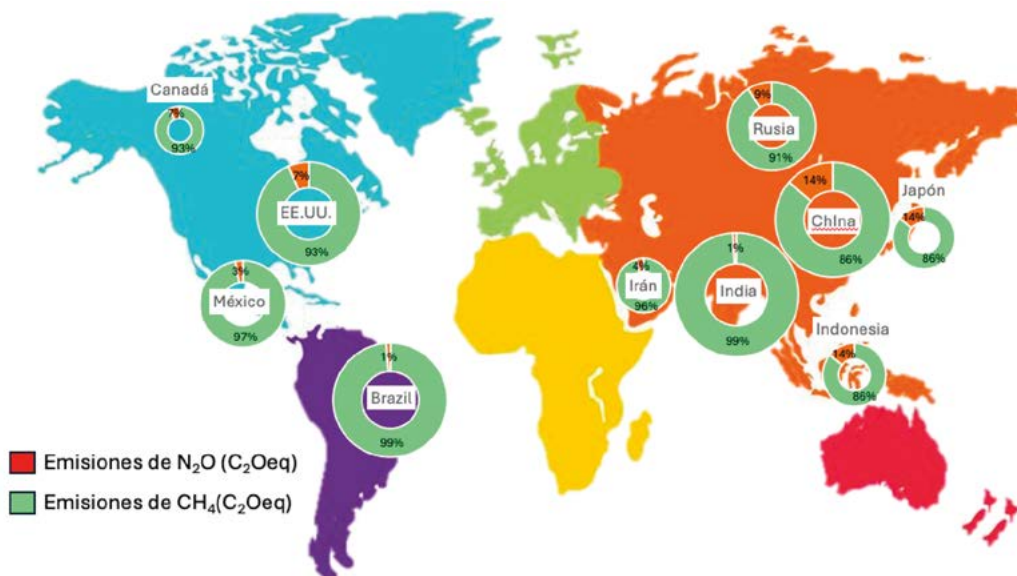 Canadá
7%
93%
7%
EE.UU.
93%
3%
México
97%
1%
Brazil
99%
9%
Rusia
91%
14%
ChIna
86%
Japón
14%
86%
4%
Irán
96%
1%
India
99%
Indonesia
14%
86%
Emisiones de N₂O (C₂Oeq)
Emisiones de CH₄(C₂Oeq)